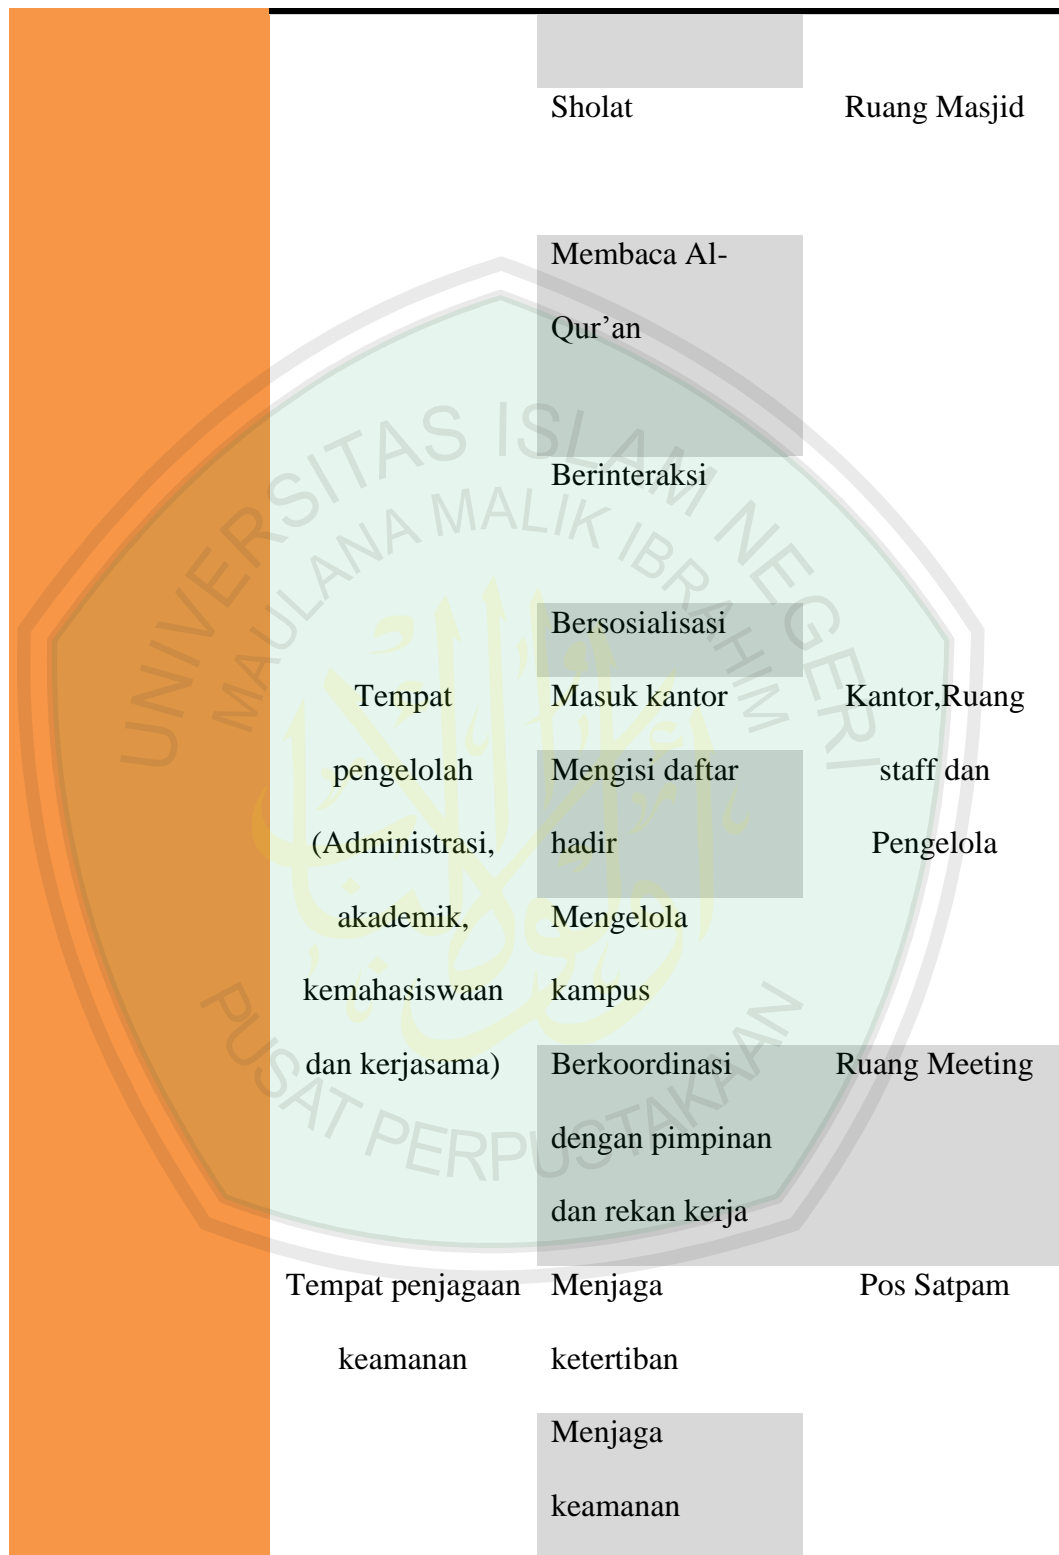 Sholat Ruang Masjid
Membaca Al-
Qur’an
Berinteraksi
Bersosialisasi
Tempat Masuk kantor Kantor,Ruang
pengelolah Mengisi daftar staff dan
(Administrasi, hadir Pengelola
akademik, Mengelola
kemahasiswaan kampus
dan kerjasama) Berkoordinasi Ruang Meeting
dengan pimpinan
dan rekan kerja
Tempat penjagaan Menjaga Pos Satpam
keamanan ketertiban
Menjaga
keamanan
UNIVERSITAS ISLAM NEGERI
MAULANA MALIK IBRAHIM
PUSAT PERPUSTAKAAN